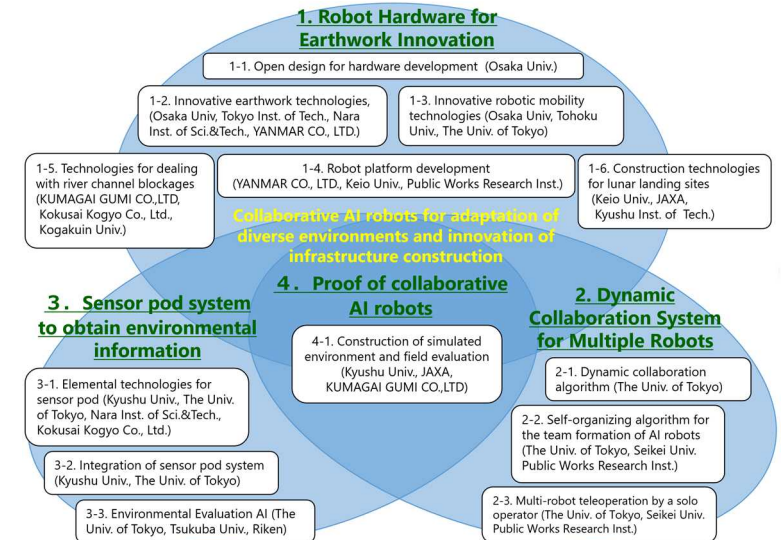 1. Robot Hardware for
Earthwork Innovation
1-1. Open design for hardware development (Osaka Univ.)
1-2. Innovative earthwork technologies,
(Osaka Univ, Tokyo Inst. of Tech., Nara
Inst. of Sci.&Tech., YANMAR CO., LTD.)
1-3. Innovative robotic mobility
technologies (Osaka Univ, Tohoku
Univ., The Univ. of Tokyo)
1-5. Technologies for dealing
with river channel blockages
(KUMAGAI GUMI CO.,LTD,
Kokusai Kogyo Co., Ltd.,
Kogakuin Univ.)
1-4. Robot platform development
(YANMAR CO., LTD., Keio Univ., Public Works Research Inst.)
1-6. Construction technologies
for lunar landing sites
(Keio Univ., JAXA,
Kyushu Inst. of Tech.)
Collaborative AI robots for adaptation of
diverse environments and innovation of
infrastructure construction
4. Proof of collaborative
AI robots
4-1. Construction of simulated
environment and field evaluation
(Kyushu Univ., JAXA,
KUMAGAI GUMI CO.,LTD)
3. Sensor pod system
to obtain environmental
information
3-1. Elemental technologies for
sensor pod (Kyushu Univ., The Univ.
of Tokyo, Nara Inst. of Sci.&Tech.,
Kokusai Kogyo Co., Ltd.)
3-2. Integration of sensor pod system
(Kyushu Univ., The Univ. of Tokyo)
3-3. Environmental Evaluation AI (The
Univ. of Tokyo, Tsukuba Univ., Riken)
2. Dynamic
Collaboration System
for Multiple Robots
2-1. Dynamic collaboration
algorithm (The Univ. of Tokyo)
2-2. Self-organizing algorithm for
the team formation of AI robots
(The Univ. of Tokyo, Seikei Univ.
Public Works Research Inst.)
2-3. Multi-robot teleoperation by a solo
operator (The Univ. of Tokyo, Seikei Univ.
Public Works Research Inst.)